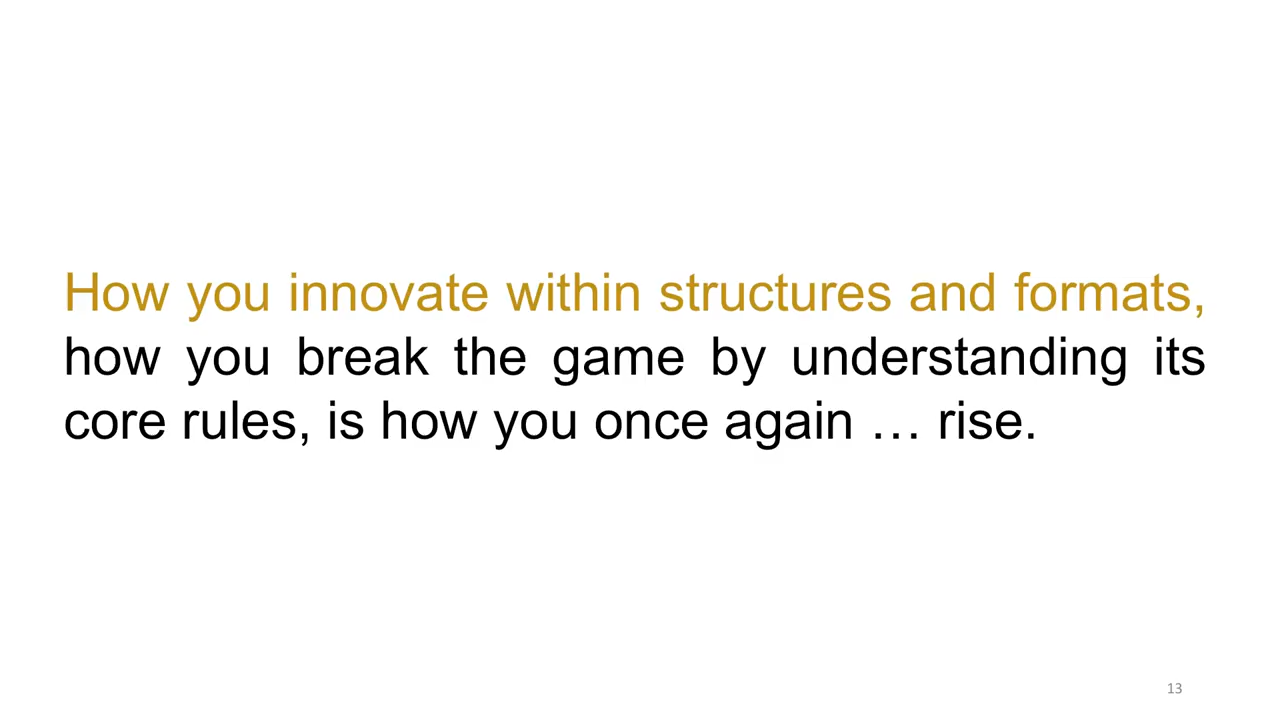 How you innovate within structures and formats,
how you break the game by understanding its
core rules, is how you once again … rise.
13